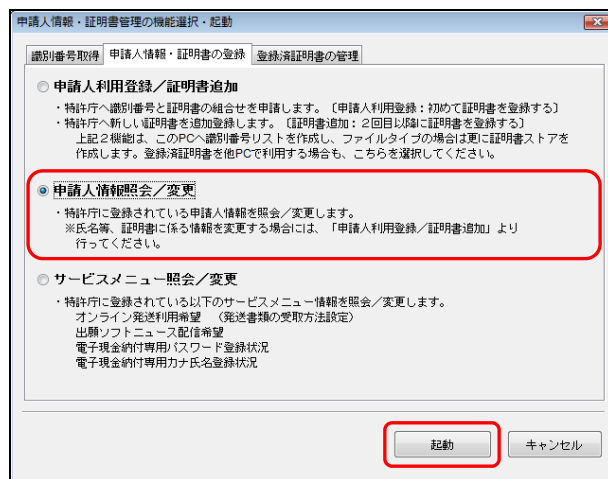 申請人情報・証明書管理の機能選択・起動
識別番号取得 申請人情報・証明書の登録 登録済証明書の管理
申請人利用登録／証明書追加
・特許庁へ識別番号と証明書の組合せを申請します。〔申請人利用登録：初めて証明書を登録する〕
・特許庁へ新しい証明書を追加登録します。〔証明書追加：２回目以降に証明書を登録する〕
上記２機能は、このPCへ識別番号リストを作成し、ファイルタイプの場合は更に証明書ストアを
作成します。登録済証明書を他PCで利用する場合も、こちらを選択してください。
申請人情報照会／変更
・特許庁に登録されている申請人情報を照会／変更します。
※氏名等、証明書に係る情報を変更する場合には、「申請人利用登録／証明書追加」より
行ってください。
サービスメニュー照会／変更
・特許庁に登録されている以下のサービスメニュー情報を照会／変更します。
オンライン発送利用希望　（発送書類の受取方法設定）
出願ソフトニュース配信希望
電子現金納付専用パスワード登録状況
電子現金納付専用カナ氏名登録状況
起動 キャンセル